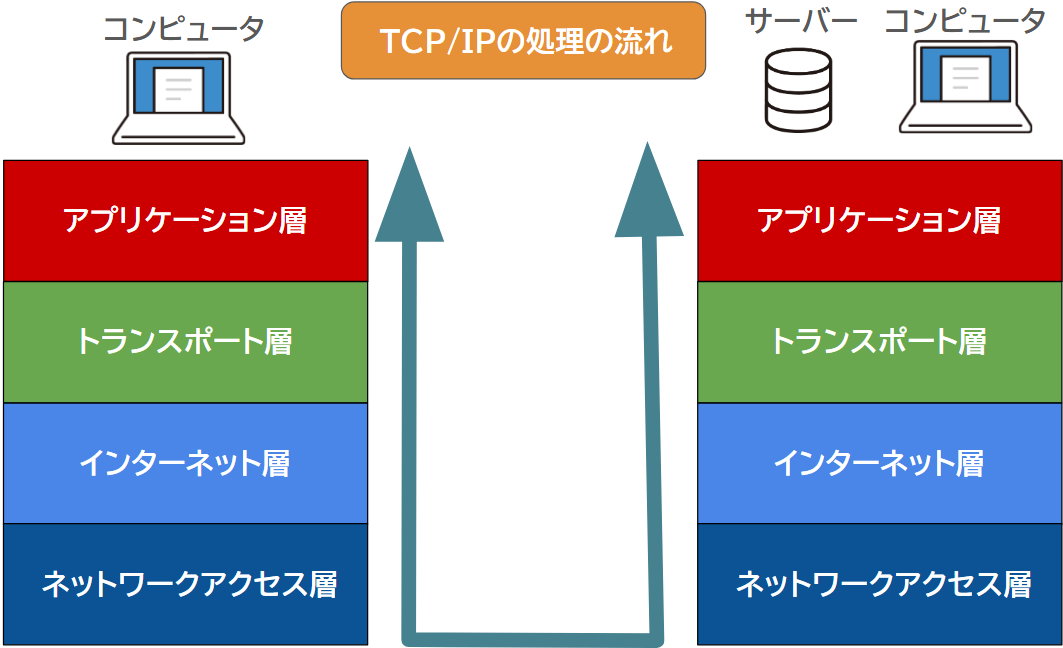 コンピュータ
TCP/IPの処理の流れ
サーバー
コンピュータ
アプリケーション層
トランスポート層
インターネット層
ネットワークアクセス層
アプリケーション層
トランスポート層
インターネット層
ネットワークアクセス層